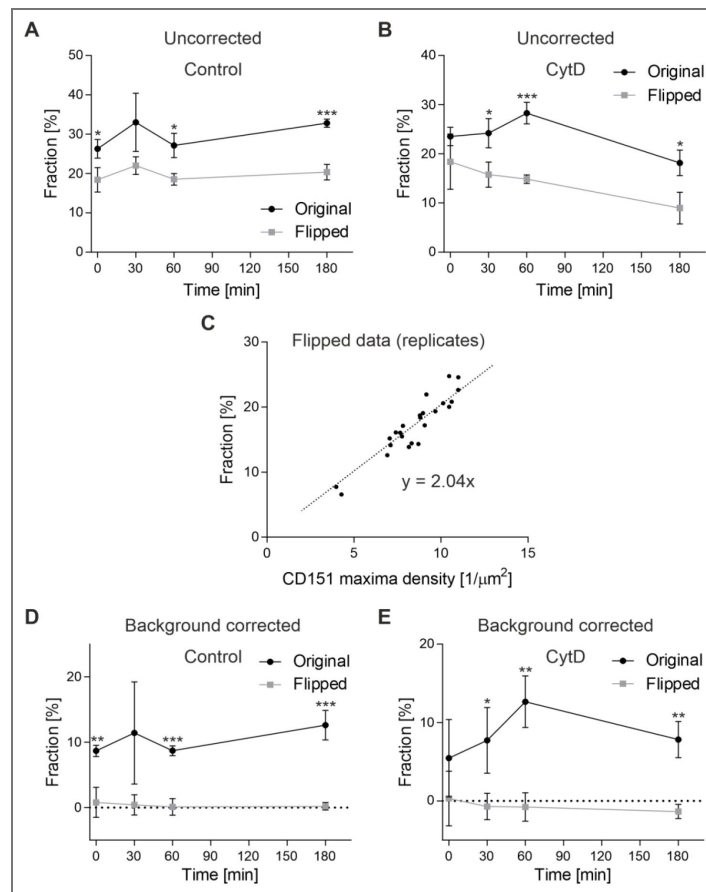 A
Uncorrected
Control
Fraction [%]
50
40
30
20
10
0
* * ***
Original
Flipped
0 30 60 90 120 150 180
Time [min]
B
Uncorrected
CytD
Original
Flipped
Fraction [%]
40
30
20
10
0
* *** *
0 30 60 90 120 150 180
Time [min]
C
Flipped data (replicates)
Fraction [%]
30
20
10
0
y = 2.04x
0 5 10 15
CD151 maxima density [1/μm²]
D
Background corrected
Control
Original
Flipped
Fraction [%]
20
10
0
** *** ***
0 30 60 90 120 150 180
Time [min]
E
Background corrected
CytD
Original
Flipped
Fraction [%]
20
10
0
* ** **
0 30 60 90 120 150 180
Time [min]